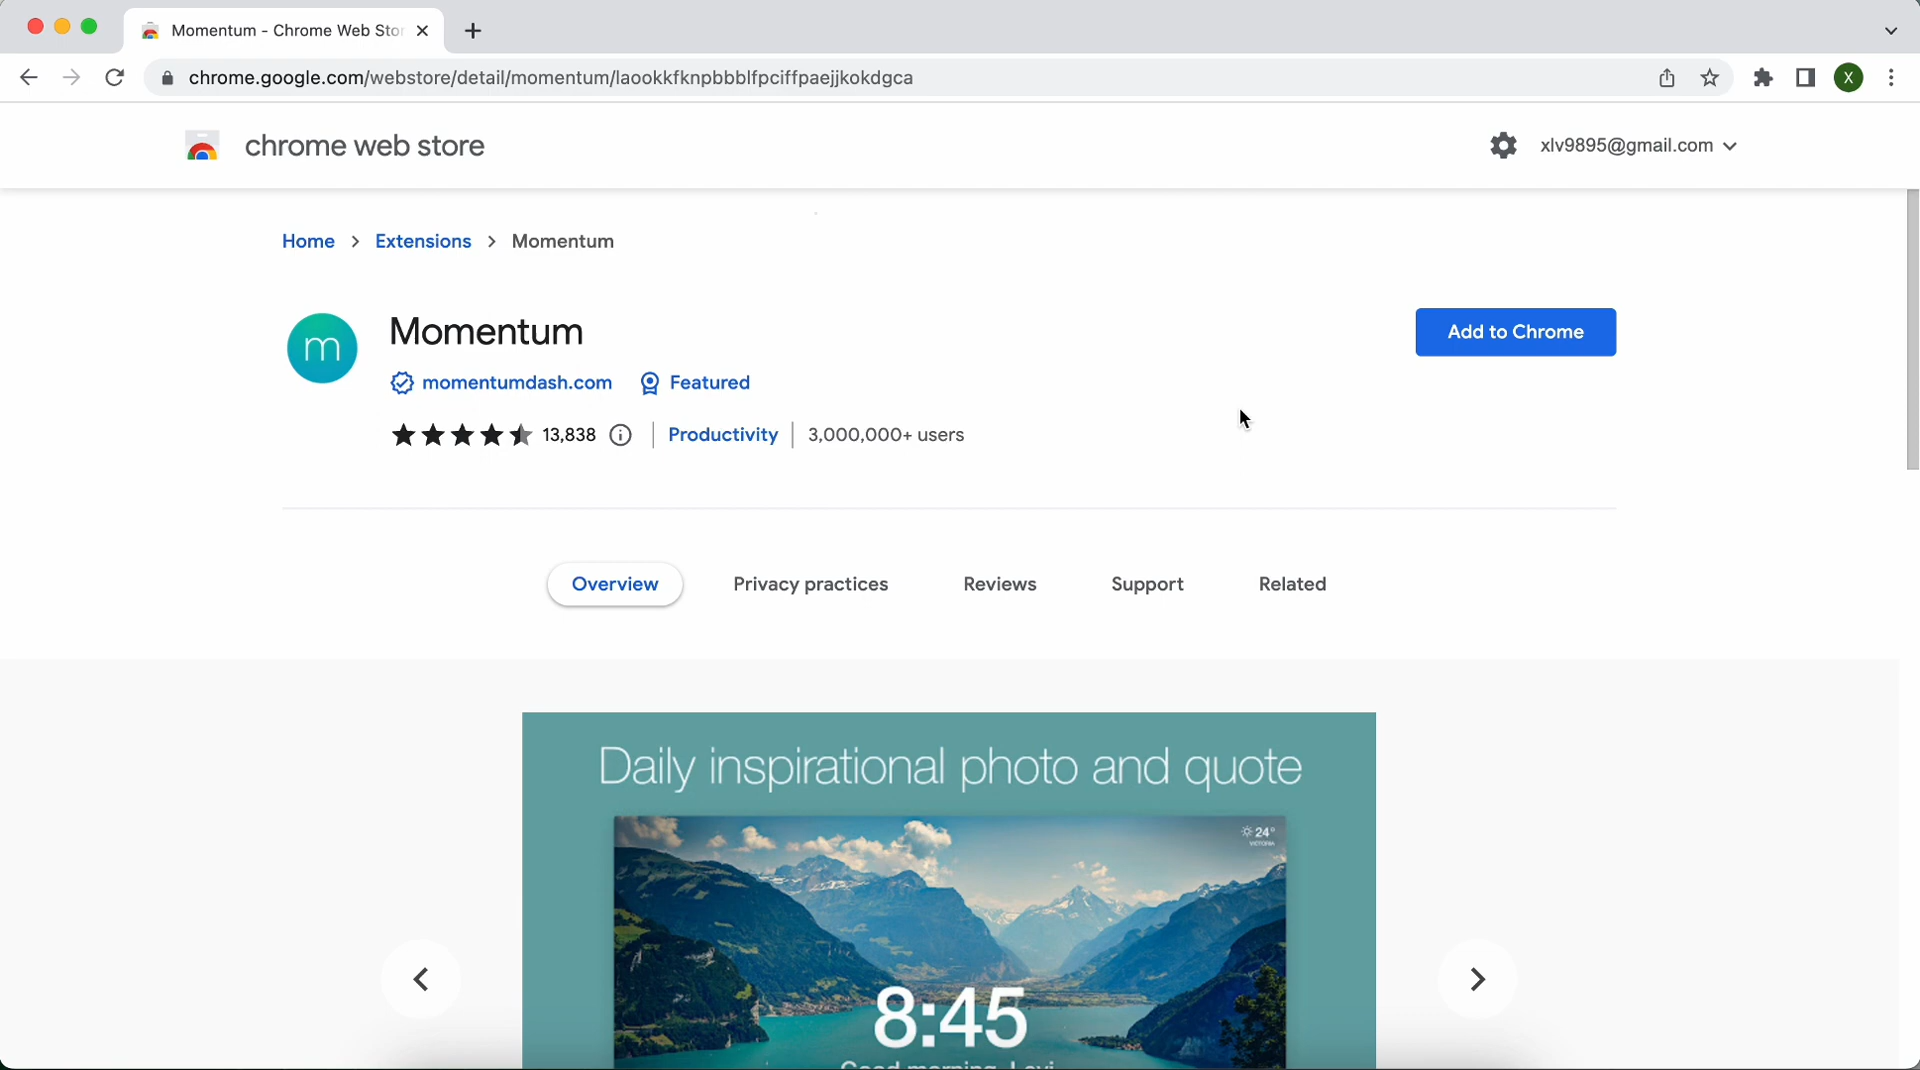 Momentum - Chrome Web Stor
chrome.google.com/webstore/detail/momentum/laookkfknpbbblfpciffpaejjkokdgca
X
chrome web store
xlv9895@gmail.com
Home > Extensions > Momentum
m
Momentum
Add to Chrome
momentumdash.com Featured
13,838 Productivity 3,000,000+ users
Overview Privacy practices Reviews Support Related
Daily inspirational photo and quote
24°
VICTORIA
8:45
Good morning, Levi